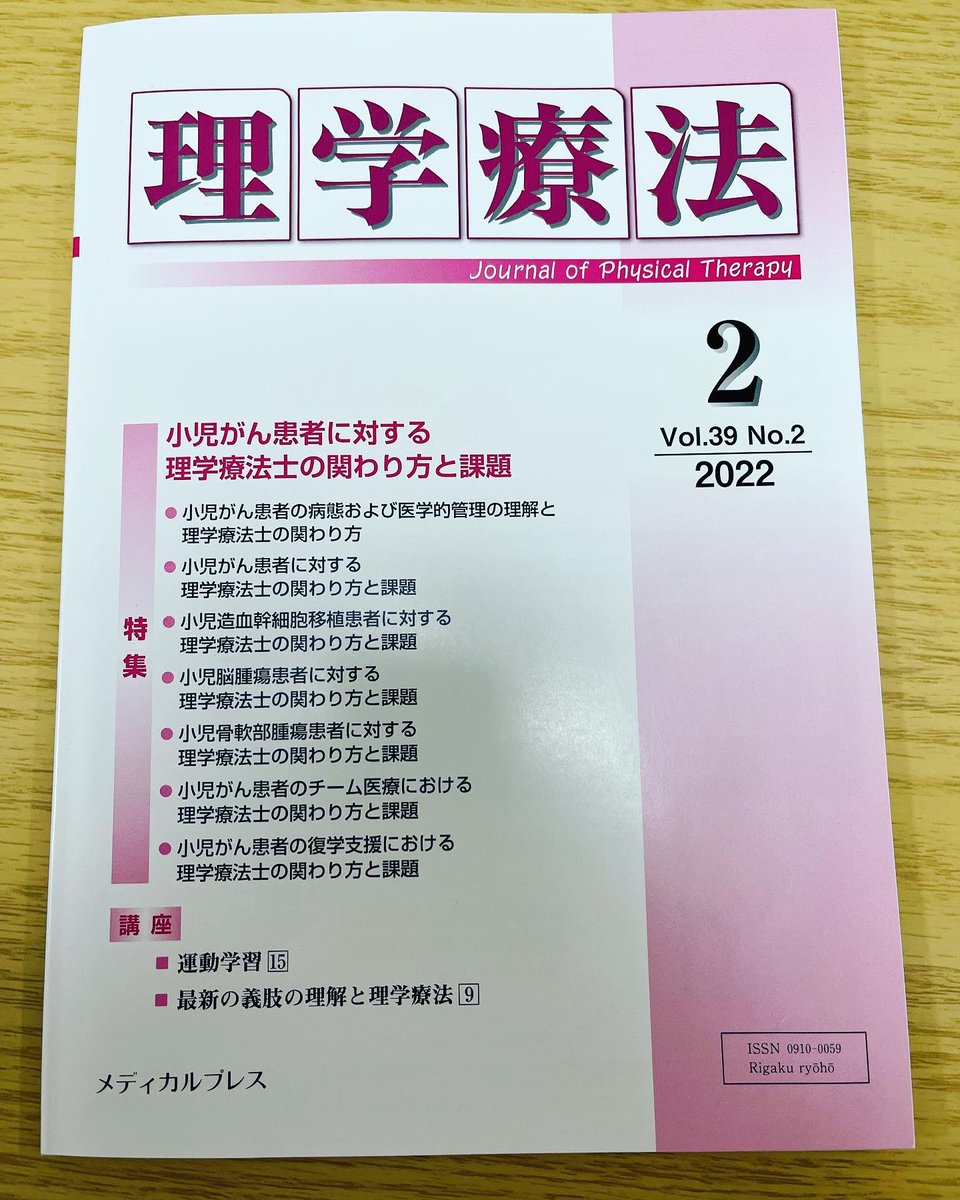 理学療法
Journal of Physical Therapy
2
Vol.39 No.2
2022
特集
小児がん患者に対する
理学療法士の関わり方と課題
● 小児がん患者の病態および医学的管理の理解と
理学療法士の関わり方
● 小児がん患者に対する
理学療法士の関わり方と課題
● 小児造血幹細胞移植患者に対する
理学療法士の関わり方と課題
● 小児脳腫瘍患者に対する
理学療法士の関わり方と課題
● 小児骨軟部腫瘍患者に対する
理学療法士の関わり方と課題
● 小児がん患者のチーム医療における
理学療法士の関わり方と課題
● 小児がん患者の復学支援における
理学療法士の関わり方と課題
講座
■ 運動学習 15
■ 最新の義肢の理解と理学療法 9
メディカルプレス
ISSN 0910-0059
Rigaku ryōhō